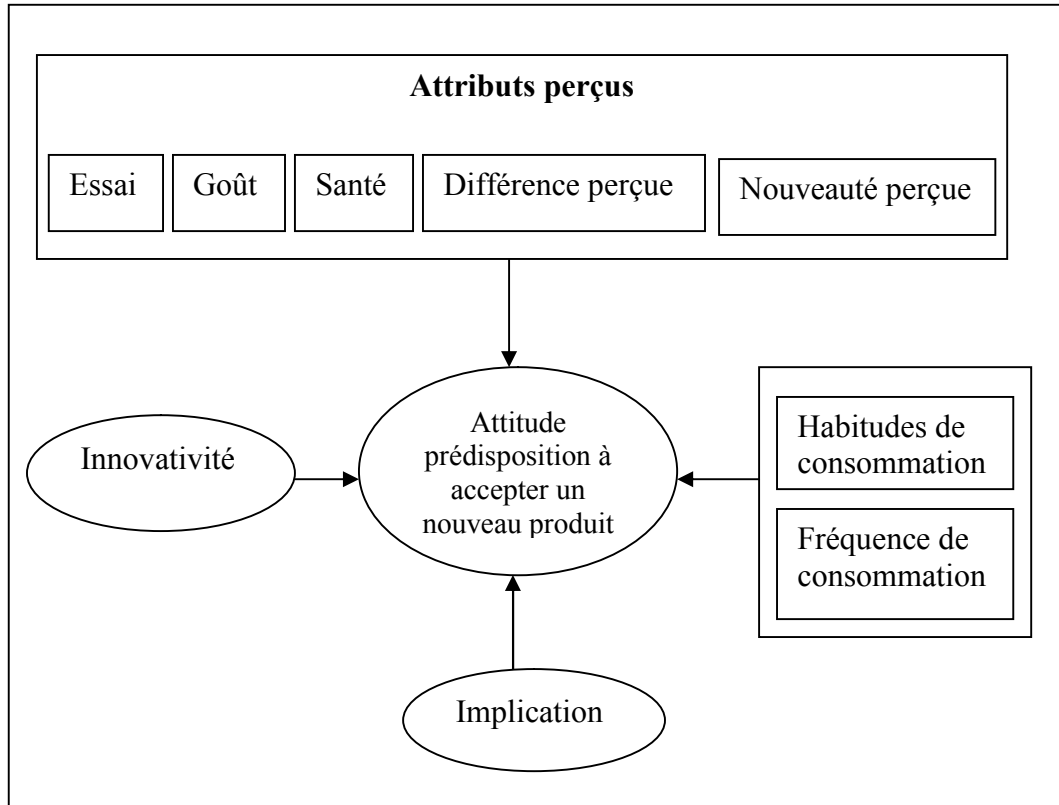 Attributs perçus
Essai
Goût
Santé
Différence perçue
Nouveauté perçue
Innovativité
Attitude
prédisposition à
accepter un
nouveau produit
Habitudes de
consommation
Fréquence de
consommation
Implication